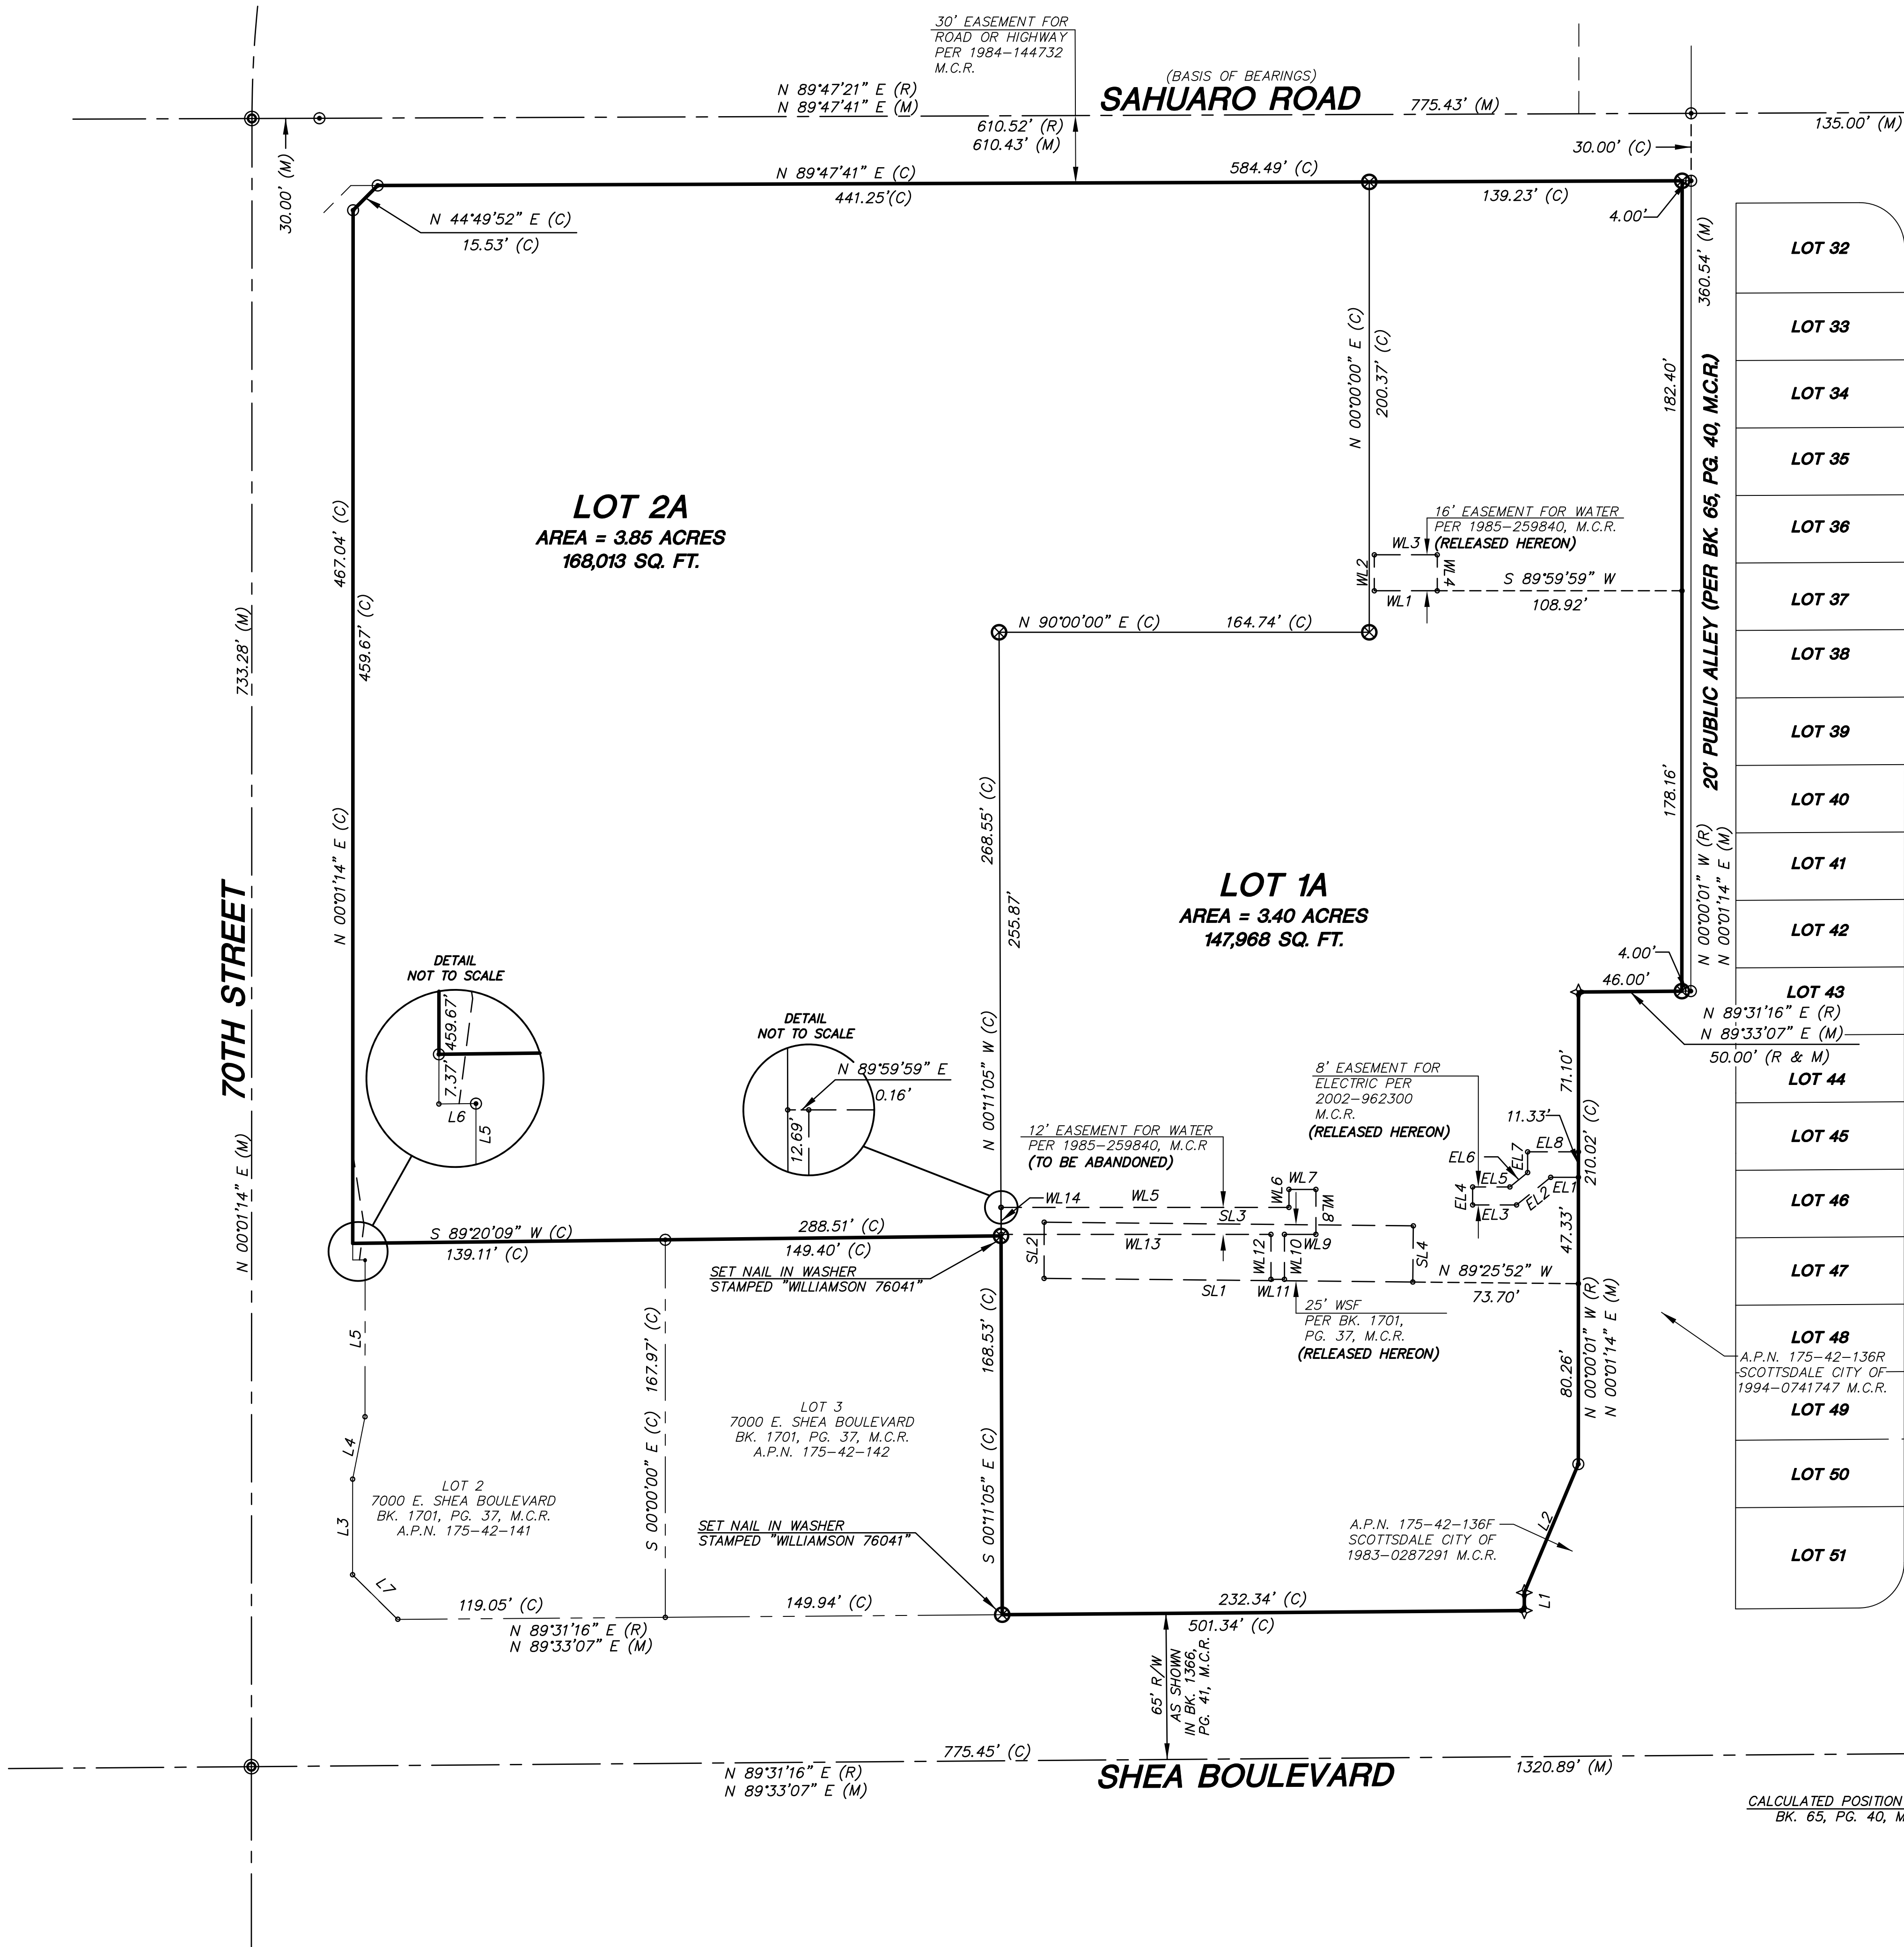 30' EASEMENT FOR
ROAD OR HIGHWAY
PER 1984-144732
M.C.R.
(BASIS OF BEARINGS)
SAHUARO ROAD
N 89°47'21" E (R)
N 89°47'41" E (M)
775.43' (M)
135.00' (M)
610.52' (R)
610.43' (M)
30.00' (C)
30.00' (M)
N 89°47'41" E (C)
584.49' (C)
441.25'(C)
139.23' (C)
4.00'
N 44°49'52" E (C)
15.53' (C)
360.54' (M)
182.40'
N 00°00'00" E (C)
200.37' (C)
20' PUBLIC ALLEY (PER BK. 65, PG. 40, M.C.R.)
LOT 32
LOT 33
LOT 34
LOT 35
LOT 36
LOT 37
LOT 38
LOT 39
LOT 40
LOT 41
LOT 42
LOT 43
LOT 44
LOT 45
LOT 46
LOT 47
LOT 48
LOT 49
LOT 50
LOT 51
LOT 2A
AREA = 3.85 ACRES
168,013 SQ. FT.
467.04' (C)
459.67' (C)
733.28' (M)
N 00°01'14" E (C)
70TH STREET
N 00°01'14" E (M)
16' EASEMENT FOR WATER
PER 1985-259840, M.C.R.
(RELEASED HEREON)
WL3
WL2
WL4
WL1
S 89°59'59" W
108.92'
N 90°00'00" E (C)
164.74' (C)
178.16'
268.55' (C)
255.87'
N 00°11'05" W (C)
LOT 1A
AREA = 3.40 ACRES
147,968 SQ. FT.
N 00°00'01" W (R)
N 00°01'14" E (M)
4.00'
46.00'
N 89°31'16" E (R)
N 89°33'07" E (M)
50.00' (R & M)
DETAIL
NOT TO SCALE
459.67'
7.37'
L6
L5
DETAIL
NOT TO SCALE
N 89°59'59" E
0.16'
12.69'
8' EASEMENT FOR
ELECTRIC PER
2002-962300
M.C.R.
(RELEASED HEREON)
71.10'
11.33'
210.02' (C)
EL8
EL7
EL6
EL5
EL4
EL3
EL2
EL1
47.33'
12' EASEMENT FOR WATER
PER 1985-259840, M.C.R
(TO BE ABANDONED)
WL14
WL5
WL6
WL7
WL8
SL3
WL13
WL9
SL2
WL12
WL10
SL4
SL1
WL11
N 89°25'52" W
73.70'
25' WSF
PER BK. 1701,
PG. 37, M.C.R.
(RELEASED HEREON)
S 89°20'09" W (C)
288.51' (C)
139.11' (C)
149.40' (C)
SET NAIL IN WASHER
STAMPED "WILLIAMSON 76041"
168.53' (C)
S 00°11'05" E (C)
167.97' (C)
S 00°00'00" E (C)
80.26'
N 00°00'01" W (R)
N 00°01'14" E (M)
A.P.N. 175-42-136R
SCOTTSDALE CITY OF
1994-0741747 M.C.R.
L5
L4
L3
L7
LOT 3
7000 E. SHEA BOULEVARD
BK. 1701, PG. 37, M.C.R.
A.P.N. 175-42-142
LOT 2
7000 E. SHEA BOULEVARD
BK. 1701, PG. 37, M.C.R.
A.P.N. 175-42-141
SET NAIL IN WASHER
STAMPED "WILLIAMSON 76041"
A.P.N. 175-42-136F
SCOTTSDALE CITY OF
1983-0287291 M.C.R.
L2
L1
119.05' (C)
149.94' (C)
232.34' (C)
501.34' (C)
N 89°31'16" E (R)
N 89°33'07" E (M)
65' R/W
AS SHOWN
IN BK. 1366,
PG. 41, M.C.R.
775.45' (C)
N 89°31'16" E (R)
N 89°33'07" E (M)
SHEA BOULEVARD
1320.89' (M)
CALCULATED POSITION
BK. 65, PG. 40, M